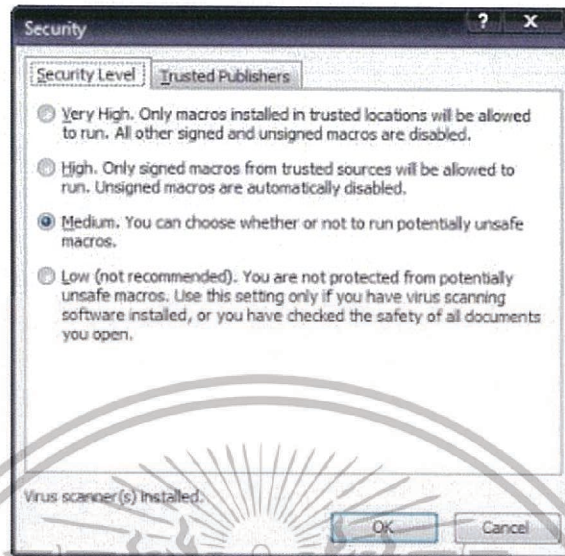 Security
? X
Security Level
Trusted Publishers
Very High. Only macros installed in trusted locations will be allowed
to run. All other signed and unsigned macros are disabled.
High. Only signed macros from trusted sources will be allowed to
run. Unsigned macros are automatically disabled.
Medium. You can choose whether or not to run potentially unsafe
macros.
Low (not recommended). You are not protected from potentially
unsafe macros. Use this setting only if you have virus scanning
software installed, or you have checked the safety of all documents
you open.
Virus scanner(s) installed.
OK
Cancel